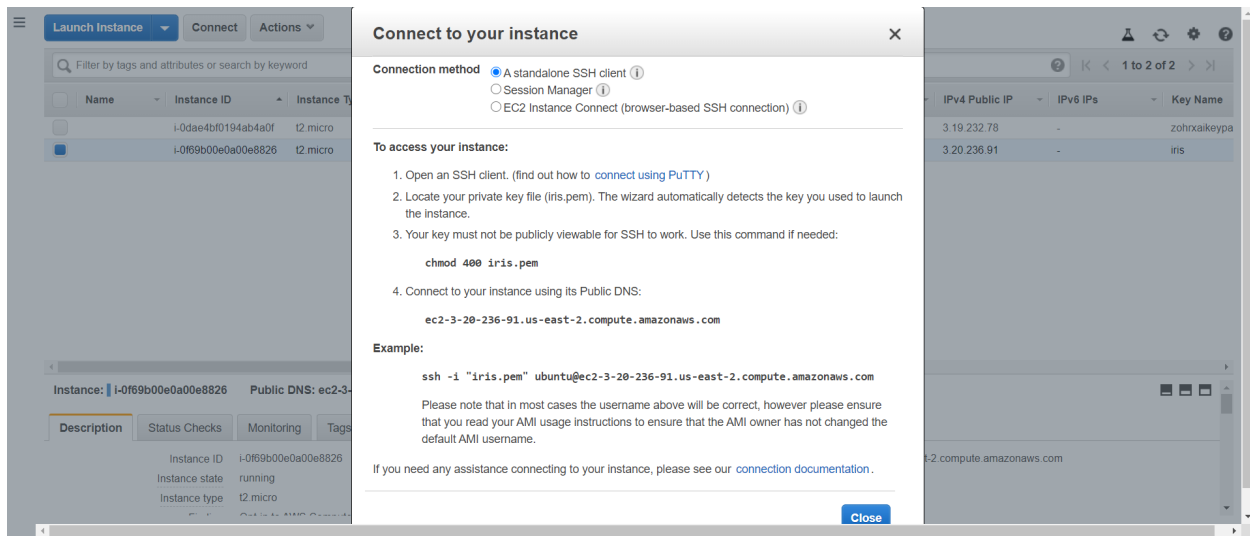 Launch Instance Connect Actions
Connect to your instance
Filter by tags and attributes or search by keyword
1 to 2 of 2
Connection method
A standalone SSH client
Session Manager
EC2 Instance Connect (browser-based SSH connection)
Name Instance ID Instance Ty IPv4 Public IP IPv6 IPs Key Name
i-0dae4bf0194ab4a0f t2.micro 3.19.232.78 - zohrxaikeypa
i-0f69b00e0a00e8826 t2.micro 3.20.236.91 - iris
To access your instance:
1. Open an SSH client. (find out how to connect using PuTTY)
2. Locate your private key file (iris.pem). The wizard automatically detects the key you used to launch
the instance.
3. Your key must not be publicly viewable for SSH to work. Use this command if needed:
chmod 400 iris.pem
4. Connect to your instance using its Public DNS:
ec2-3-20-236-91.us-east-2.compute.amazonaws.com
Example:
ssh -i "iris.pem" ubuntu@ec2-3-20-236-91.us-east-2.compute.amazonaws.com
Please note that in most cases the username above will be correct, however please ensure
that you read your AMI usage instructions to ensure that the AMI owner has not changed the
default AMI username.
If you need any assistance connecting to your instance, please see our connection documentation.
Close
Instance: i-0f69b00e0a00e8826 Public DNS: ec2-3-
Description Status Checks Monitoring Tags
Instance ID i-0f69b00e0a00e8826
t-2.compute.amazonaws.com
Instance state running
Instance type t2.micro